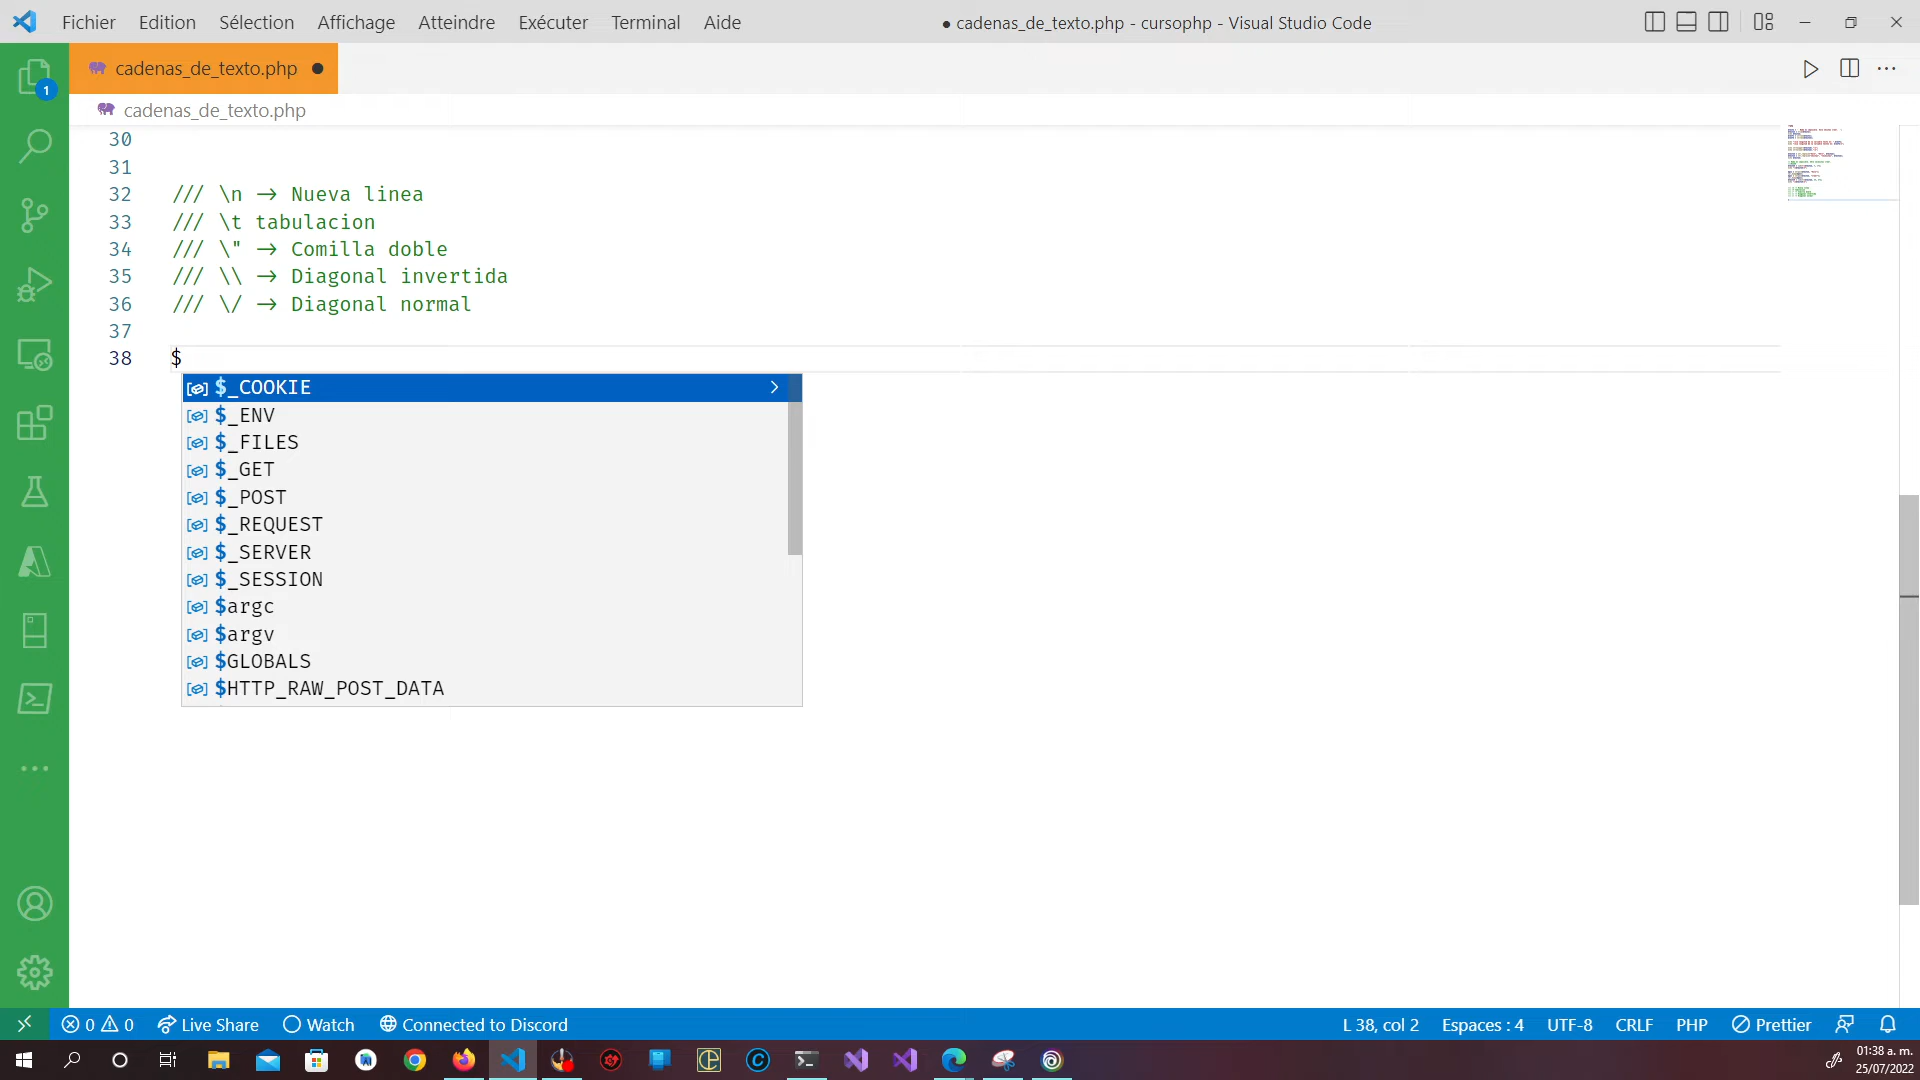 Fichier Edition Sélection Affichage Atteindre Exécuter Terminal Aide
● cadenas_de_texto.php - cursophp - Visual Studio Code
1
cadenas_de_texto.php ●
cadenas_de_texto.php
30
31
32 /// \n → Nueva linea
33 /// \t tabulacion
34 /// \" → Comilla doble
35 /// \\ → Diagonal invertida
36 /// \/ → Diagonal normal
37
38 $
$_COOKIE
$_ENV
$_FILES
$_GET
$_POST
$_REQUEST
$_SERVER
$_SESSION
$argc
$argv
$GLOBALS
$HTTP_RAW_POST_DATA
0 0 Live Share Watch Connected to Discord
L 38, col 2 Espaces : 4 UTF-8 CRLF PHP Prettier
01:38 a. m.
25/07/2022